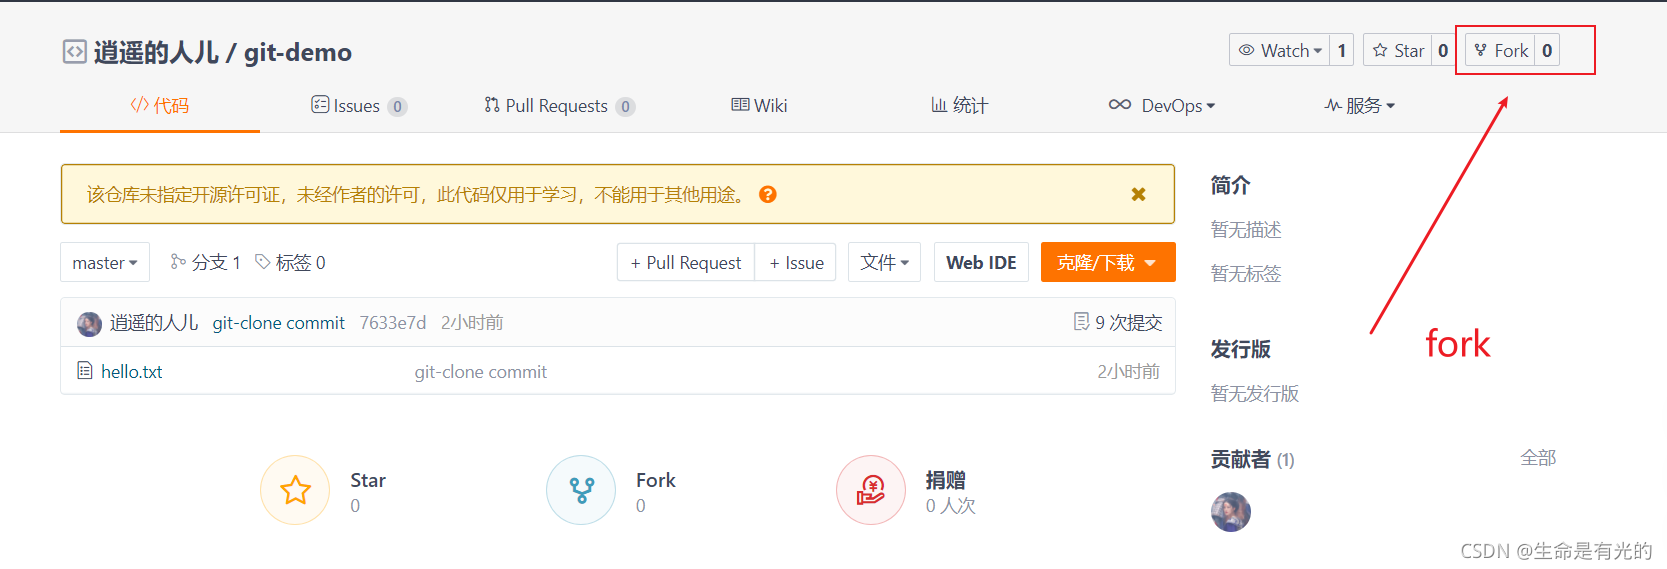 逍遥的人儿 / git-demo
Watch 1 Star 0 Fork 0
代码 Issues 0 Pull Requests 0 Wiki 统计 DevOps 服务
该仓库未指定开源许可证，未经作者的许可，此代码仅用于学习，不能用于其他用途。
简介
暂无描述
暂无标签
master 分支 1 标签 0 + Pull Request + Issue 文件 Web IDE 克隆/下载
逍遥的人儿 git-clone commit 7633e7d 2小时前 9 次提交
hello.txt git-clone commit 2小时前
fork
发行版
暂无发行版
贡献者 (1) 全部
Star
0
Fork
0
捐赠
0 人次
CSDN @生命是有光的